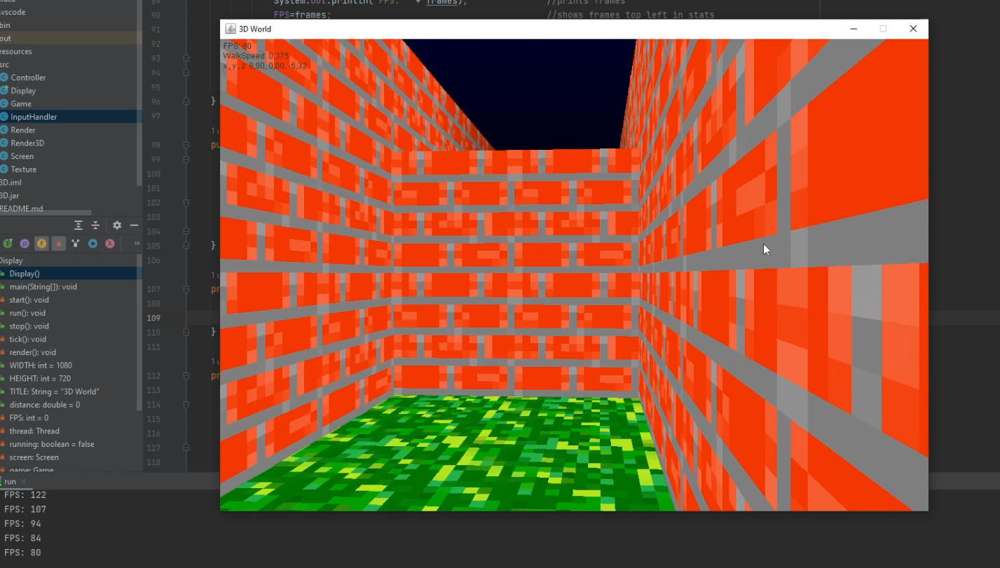 .vscode
bin
out
resources
src
Controller
Display
Game
InputHandler
Render
Render3D
Screen
Texture
3D.iml
3D.jar
README.md
Display
Display()
main(String[]): void
start(): void
run(): void
stop(): void
tick(): void
render(): void
WIDTH: int = 1080
HEIGHT: int = 720
TITLE: String = "3D World"
distance: double = 0
FPS: int = 0
thread: Thread
running: boolean = false
screen: Screen
game: Game
System.out.println("FPS: " + frames); //prints frames
90 FPS=frames; //shows frames top left in stats
91
92
93
94
95
96 }
97
98 pu
99
100
101
102
103
104
105 }
106
107 pr
108
109
110 }
111
112 pr
113
114
115
116
117
118
3D World
FPS: 80
WalkSpeed: 0,375
x, y, z: 8,80, 0,00, -5,32
run
FPS: 122
FPS: 107
FPS: 94
FPS: 84
FPS: 80